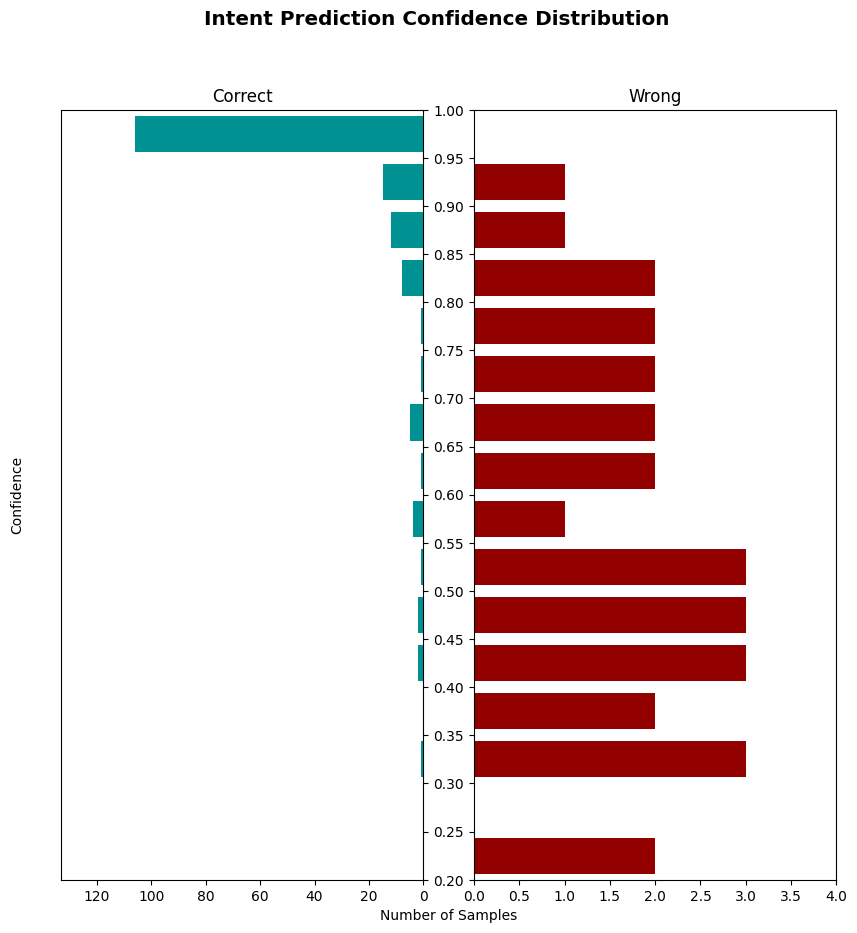 Intent Prediction Confidence Distribution
Correct
Wrong
1.00
0.95
0.90
0.85
0.80
0.75
0.70
0.65
0.60
0.55
0.50
0.45
0.40
0.35
0.30
0.25
0.20
Confidence
120 100 80 60 40 20 0
0.0 0.5 1.0 1.5 2.0 2.5 3.0 3.5 4.0
Number of Samples